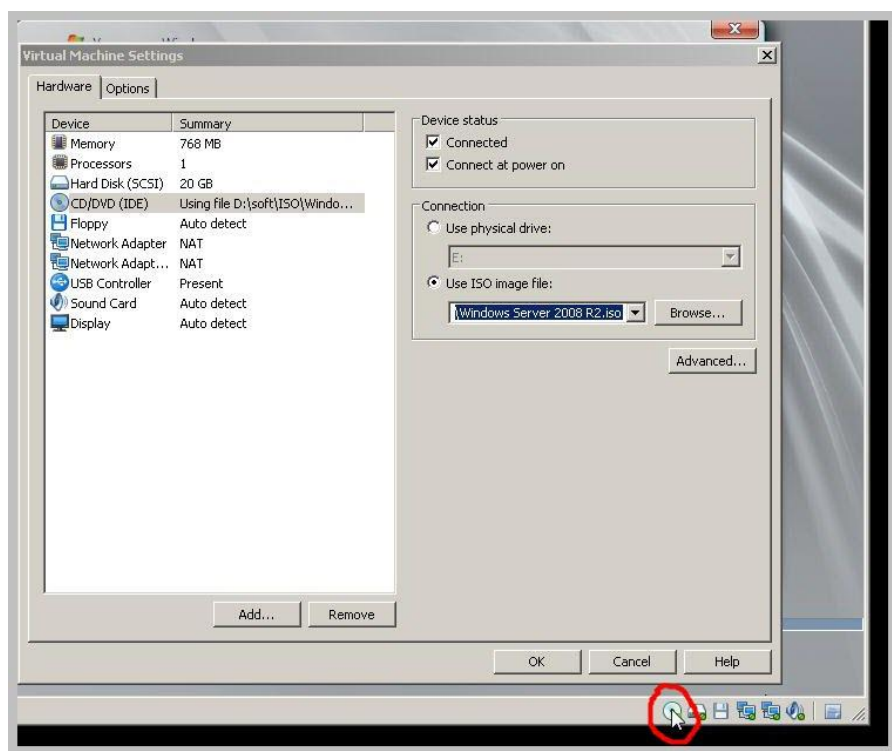 Virtual Machine Settings
Hardware Options
Device Summary
Memory 768 MB
Processors 1
Hard Disk (SCSI) 20 GB
CD/DVD (IDE) Using file D:\soft\ISO\Windo...
Floppy Auto detect
Network Adapter NAT
Network Adapt... NAT
USB Controller Present
Sound Card Auto detect
Display Auto detect
Add... Remove
Device status
Connected
Connect at power on
Connection
Use physical drive:
E:
Use ISO image file:
\Windows Server 2008 R2.iso Browse...
Advanced...
OK Cancel Help